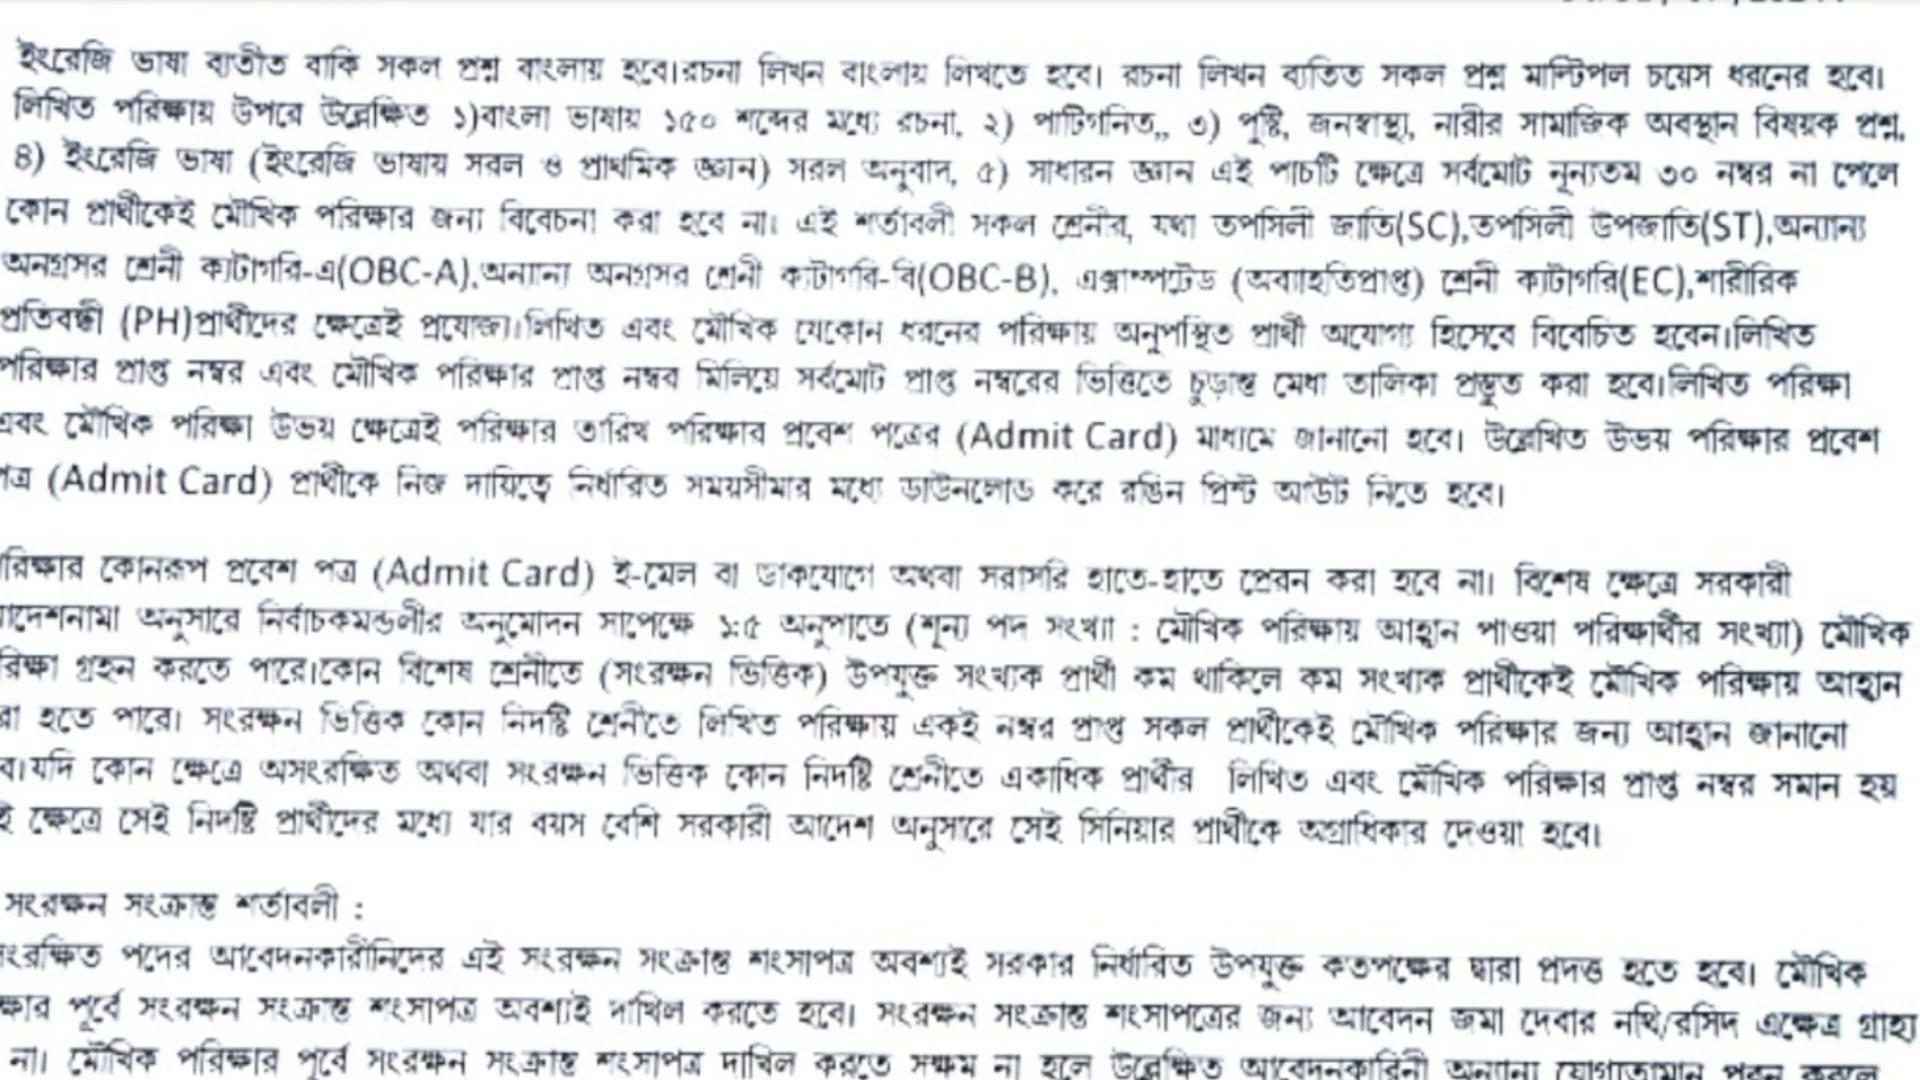 ইংরেজি ভাষা ব্যতীত বাকি সকল প্রশ্ন বাংলায় হবে।রচনা লিখন বাংলায় লিখতে হবে। রচনা লিখন ব্যতিত সকল প্রশ্ন মাল্টিপল চয়েস ধরনের হবে।
লিখিত পরিক্ষায় উপরে উল্লেক্ষিত ১)বাংলা ভাষায় ১৫০ শব্দের মধ্যে রচনা, ২) পাটিগনিত,, ৩) পুষ্টি, জনস্বাস্থ্য, নারীর সামাজিক অবস্থান বিষয়ক প্রশ্ন,
৪) ইংরেজি ভাষা (ইংরেজি ভাষায় সরল ও প্রাথমিক জ্ঞান) সরল অনুবাদ, ৫) সাধারন জ্ঞান এই পাচটি ক্ষেত্রে সর্বমোট নূন্যতম ৩০ নম্বর না পেলে
কোন প্রার্থীকেই মৌখিক পরিক্ষার জন্য বিবেচনা করা হবে না। এই শর্তাবলী সকল শ্রেনীর, যথা তপসিলী জাতি(SC),তপসিলী উপজাতি(ST),অন্যান্য
অনগ্রসর শ্রেনী ক্যটাগরি-এ(OBC-A),অন্যান্য অনগ্রসর শ্রেনী ক্যটাগরি-বি(OBC-B), এক্সাম্পটেড (অব্যাহতিপ্রাপ্ত) শ্রেনী ক্যটাগরি(EC),শারীরিক
প্রতিবন্ধী (PH)প্রার্থীদের ক্ষেত্রেই প্রযোজ্য।লিখিত এবং মৌখিক যেকোন ধরনের পরিক্ষায় অনুপস্থিত প্রার্থী অযোগ্য হিসেবে বিবেচিত হবেন।লিখিত
পরিক্ষার প্রাপ্ত নম্বর এবং মৌখিক পরিক্ষার প্রাপ্ত নম্বর মিলিয়ে সর্বমোট প্রাপ্ত নম্বরের ভিত্তিতে চুড়ান্ত মেধা তালিকা প্রস্তুত করা হবে।লিখিত পরিক্ষা
এবং মৌখিক পরিক্ষা উভয় ক্ষেত্রেই পরিক্ষার তারিখ পরিক্ষার প্রবেশ পত্রের (Admit Card) মাধ্যমে জানানো হবে। উল্লেখিত উভয় পরিক্ষার প্রবেশ
পত্র (Admit Card) প্রার্থীকে নিজ দায়িত্বে নির্ধারিত সময়সীমার মধ্যে ডাউনলোড করে রঙিন প্রিন্ট আউট নিতে হবে।
রিক্ষার কোনরূপ প্রবেশ পত্র (Admit Card) ই-মেল বা ডাকযোগে অথবা সরাসরি হাতে-হাতে প্রেরন করা হবে না। বিশেষ ক্ষেত্রে সরকারী
াদেশনামা অনুসারে নির্বাচকমন্ডলীর অনুমোদন সাপেক্ষে ১:৫ অনুপাতে (শূন্য পদ সংখ্যা : মৌখিক পরিক্ষায় আহ্বান পাওয়া পরিক্ষার্থীর সংখ্যা) মৌখিক
রিক্ষা গ্রহন করতে পারে।কোন বিশেষ শ্রেনীতে (সংরক্ষন ভিত্তিক) উপযুক্ত সংখ্যক প্রার্থী কম থাকিলে কম সংখ্যক প্রার্থীকেই মৌখিক পরিক্ষায় আহ্বান
রা হতে পারে। সংরক্ষন ভিত্তিক কোন নিদষ্টি শ্রেনীতে লিখিত পরিক্ষায় একই নম্বর প্রাপ্ত সকল প্রার্থীকেই মৌখিক পরিক্ষার জন্য আহ্বান জানানো
ব।যদি কোন ক্ষেত্রে অসংরক্ষিত অথবা সংরক্ষন ভিত্তিক কোন নিদষ্টি শ্রেনীতে একাধিক প্রার্থীর লিখিত এবং মৌখিক পরিক্ষার প্রাপ্ত নম্বর সমান হয়
ই ক্ষেত্রে সেই নিদষ্টি প্রার্থীদের মধ্যে যার বয়স বেশি সরকারী আদেশ অনুসারে সেই সিনিয়ার প্রার্থীকে অগ্রাধিকার দেওয়া হবে।
সংরক্ষন সংক্রান্ত শর্তাবলী :
ংরক্ষিত পদের আবেদনকারীনিদের এই সংরক্ষন সংক্রান্ত শংসাপত্র অবশ্যই সরকার নির্ধারিত উপযুক্ত কতপক্ষের দ্বারা প্রদত্ত হতে হবে। মৌখিক
ক্ষার পূর্বে সংরক্ষন সংক্রান্ত শংসাপত্র অবশ্যই দাখিল করতে হবে। সংরক্ষন সংক্রান্ত শংসাপত্রের জন্য আবেদন জমা দেবার নথি/রসিদ এক্ষেত্র গ্রাহ্য
না। মৌখিক পরিক্ষার পূর্বে সংরক্ষন সংক্রান্ত শংসাপত্র দাখিল করতে সক্ষম না হলে উল্লেক্ষিত আবেদনকারিনী অন্যান্য যোগ্যতামান পূরন করলে